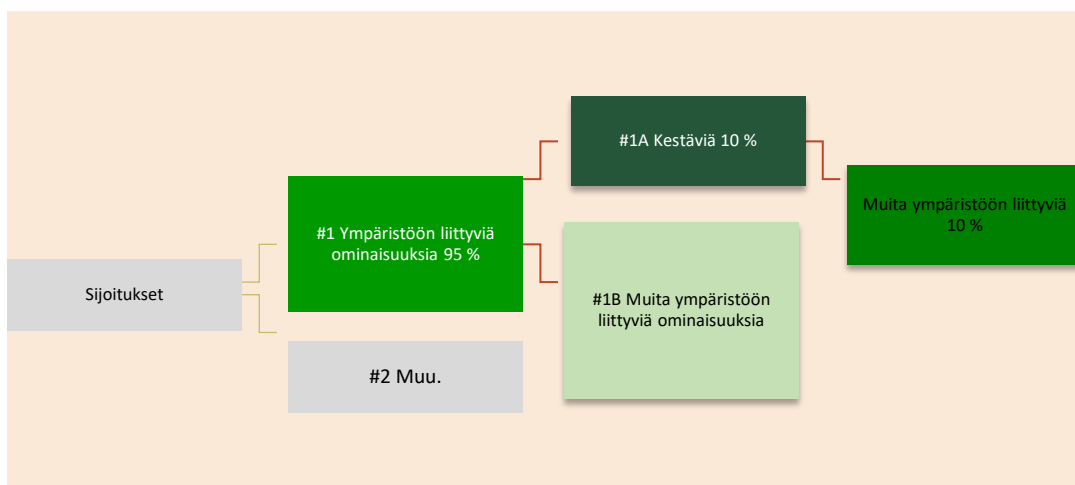 Sijoitukset
#1 Ympäristöön liittyviä
ominaisuuksia 95 %
#2 Muu.
#1A Kestäviä 10 %
#1B Muita ympäristöön
liittyviä ominaisuuksia
Muita ympäristöön liittyviä
10 %